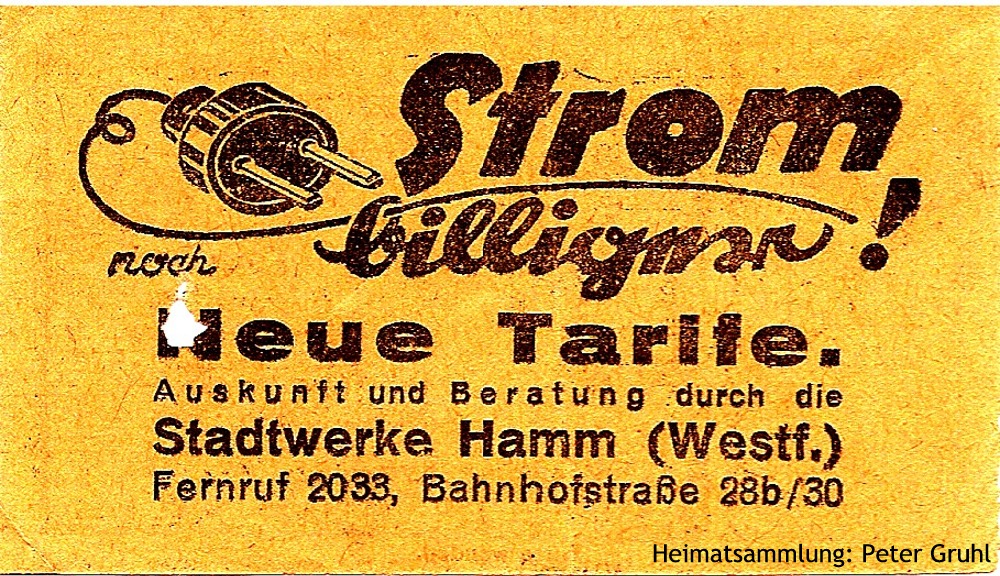 Strom
noch billiger!
Neue Tarife.
Auskunft und Beratung durch die
Stadtwerke Hamm (Westf.)
Fernruf 2033, Bahnhofstraße 28b/30
Heimatsammlung: Peter Gruhl